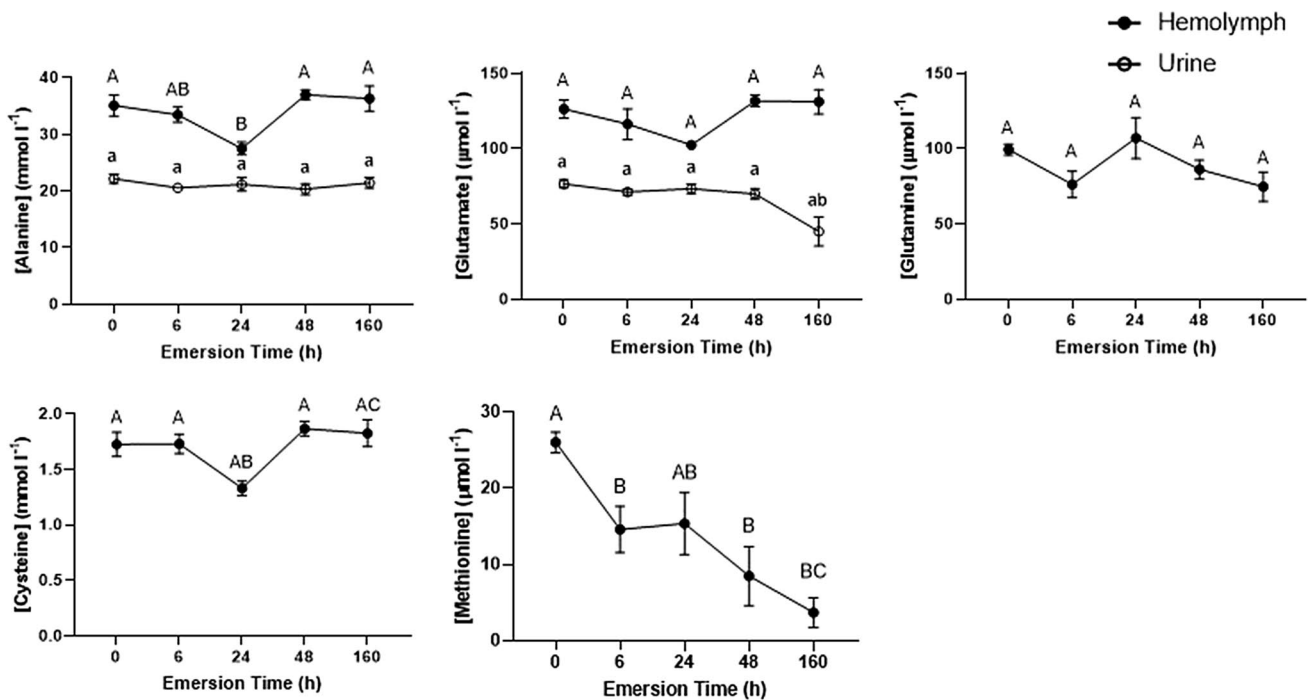 Hemolymph
Urine
[Alanine] (mmol l⁻¹)
40
30
20
10
0
A AB B A A
a a a a a
0 6 24 48 160
Emersion Time (h)
[Glutamate] (µmol l⁻¹)
150
100
50
0
A A A A A
a a a a ab
0 6 24 48 160
Emersion Time (h)
[Glutamine] (µmol l⁻¹)
150
100
50
0
A A A A A
0 6 24 48 160
Emersion Time (h)
[Cysteine] (mmol l⁻¹)
2.0
1.5
1.0
0.5
0.0
A A AB A AC
0 6 24 48 160
Emersion Time (h)
[Methionine] (µmol l⁻¹)
30
20
10
0
A B AB B BC
0 6 24 48 160
Emersion Time (h)